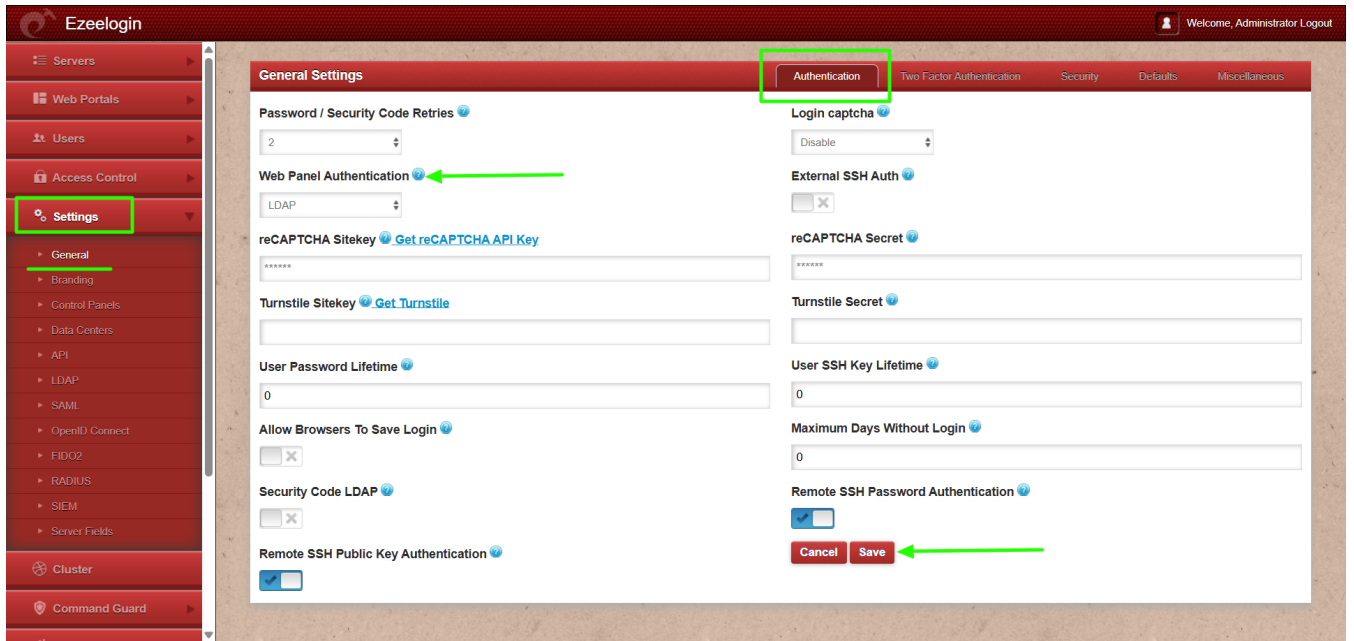 Ezeelogin
Welcome, Administrator Logout
Servers
Web Portals
Users
Access Control
Settings
General
Branding
Control Panels
Data Centers
API
LDAP
SAML
OpenID Connect
FIDO2
RADIUS
SIEM
Server Fields
Cluster
Command Guard
General Settings
Authentication
Two Factor Authentication
Security
Defaults
Miscellaneous
Password / Security Code Retries
2
Login captcha
Disable
Web Panel Authentication
LDAP
External SSH Auth
reCAPTCHA Sitekey Get reCAPTCHA API Key
******
reCAPTCHA Secret
******
Turnstile Sitekey Get Turnstile
Turnstile Secret
User Password Lifetime
0
User SSH Key Lifetime
0
Allow Browsers To Save Login
Maximum Days Without Login
0
Security Code LDAP
Remote SSH Password Authentication
Remote SSH Public Key Authentication
Cancel
Save